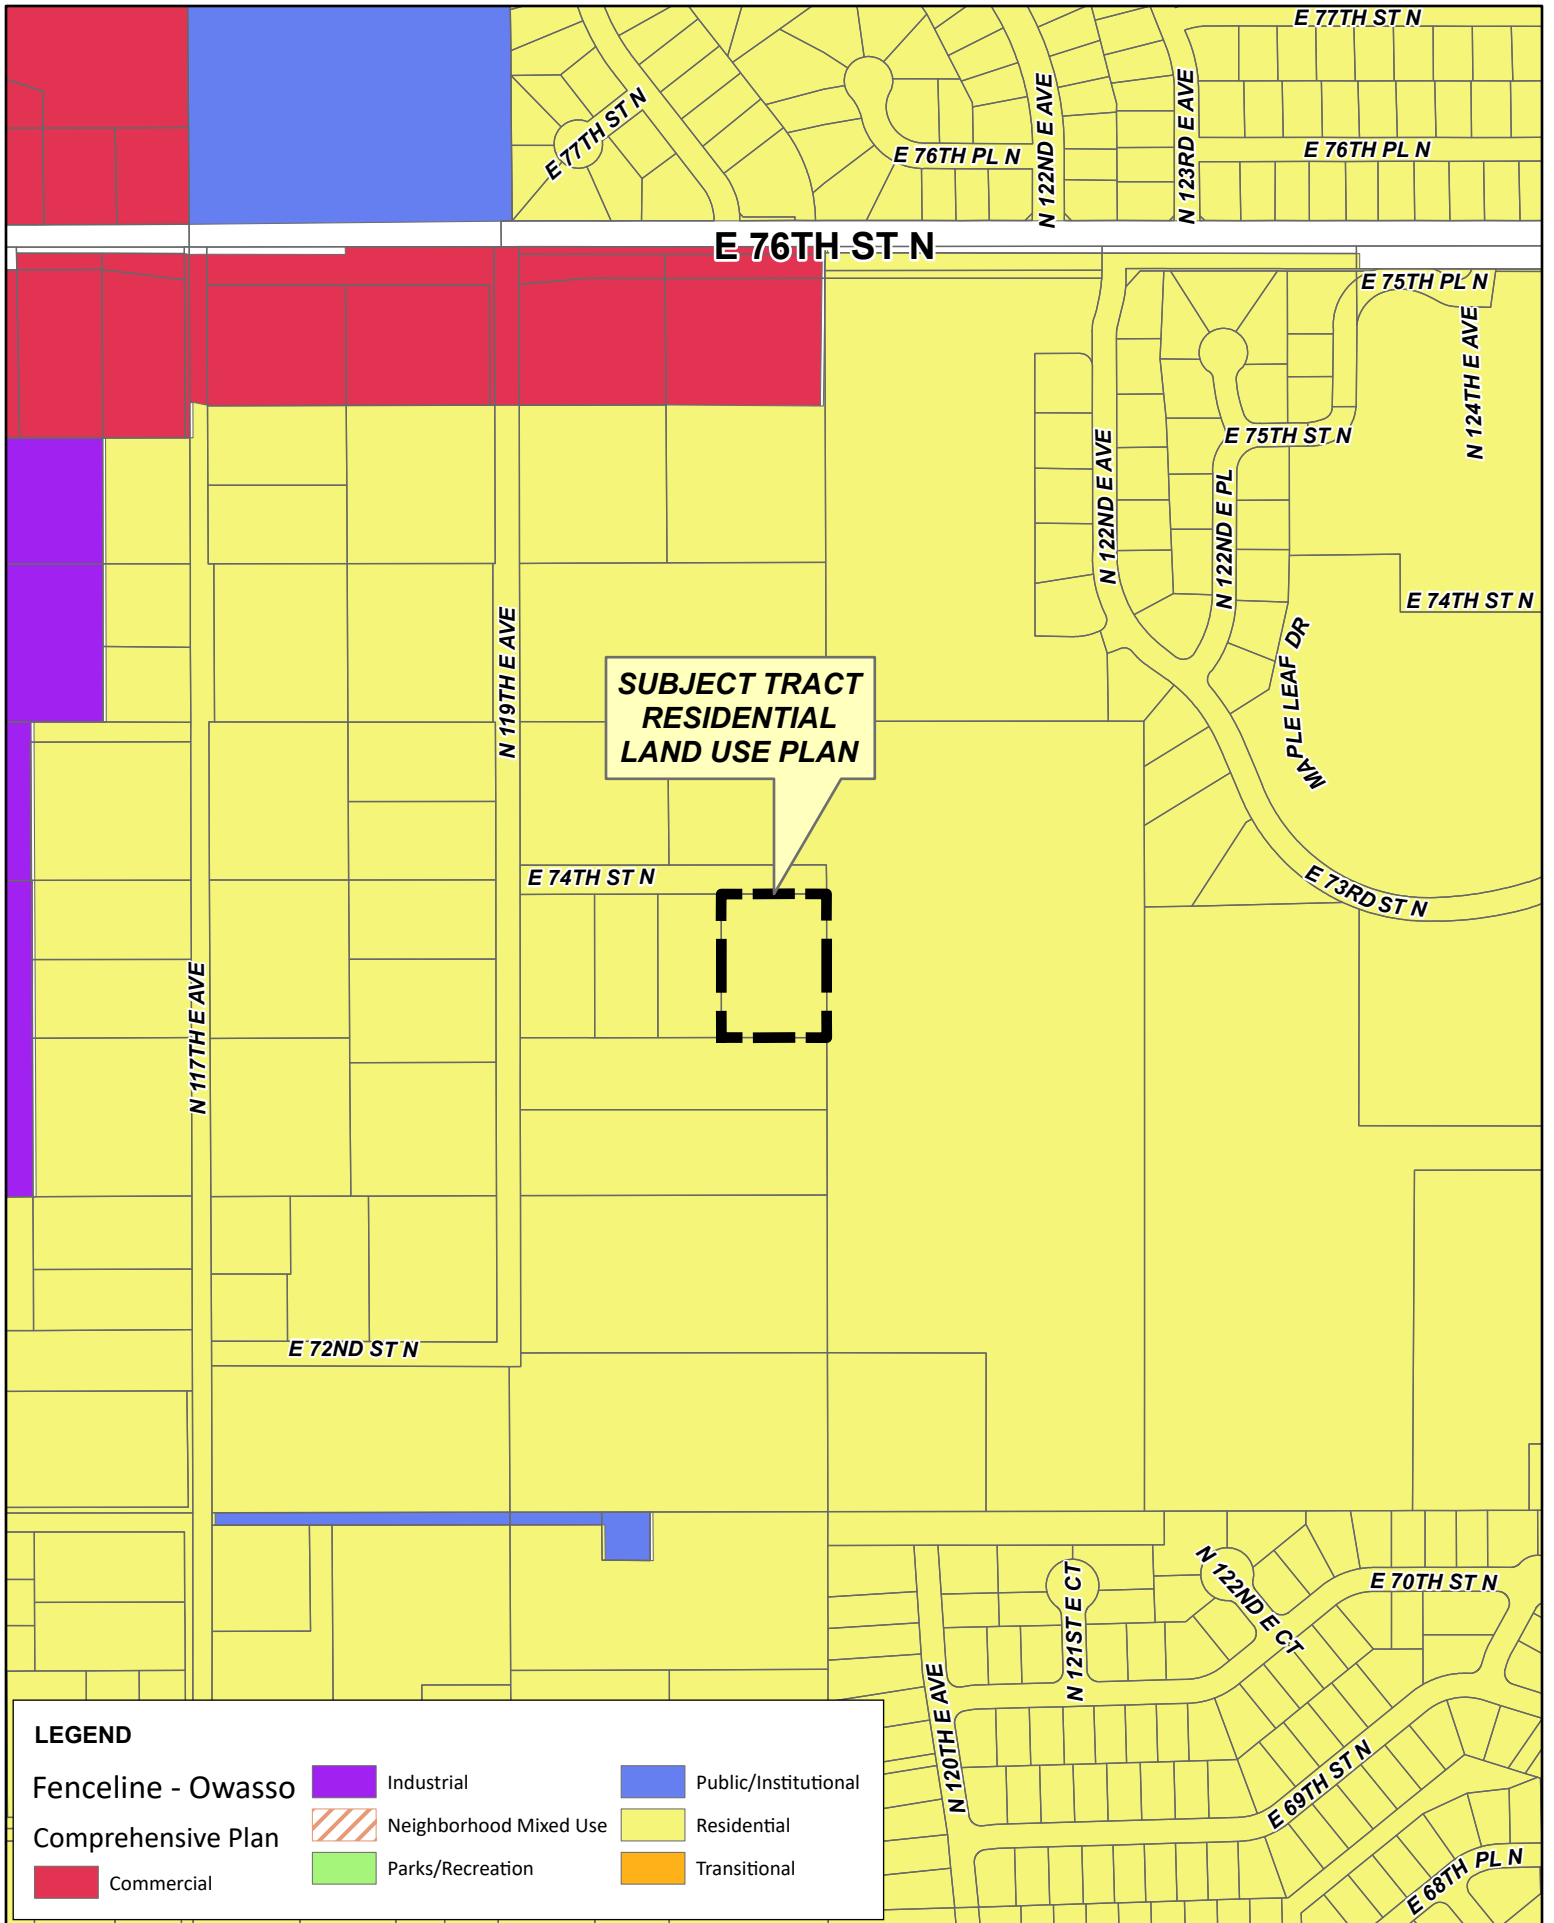 E 77TH ST N
E 77TH ST N
N 122ND E AVE
N 123RD E AVE
E 76TH PL N
E 76TH PL N
E 76TH ST N
E 75TH PL N
N 124TH E AVE
E 75TH ST N
N 122ND E AVE
N 122ND E PL
E 74TH ST N
N 119TH E AVE
MAPLE LEAF DR
SUBJECT TRACT
RESIDENTIAL
LAND USE PLAN
E 74TH ST N
E 73RD ST N
N 117TH E AVE
E 72ND ST N
N 122ND E CT
E 70TH ST N
N 121ST E CT
N 120TH E AVE
E 69TH ST N
E 68TH PL N
LEGEND
Fenceline - Owasso
Comprehensive Plan
Commercial
Industrial
Neighborhood Mixed Use
Parks/Recreation
Public/Institutional
Residential
Transitional